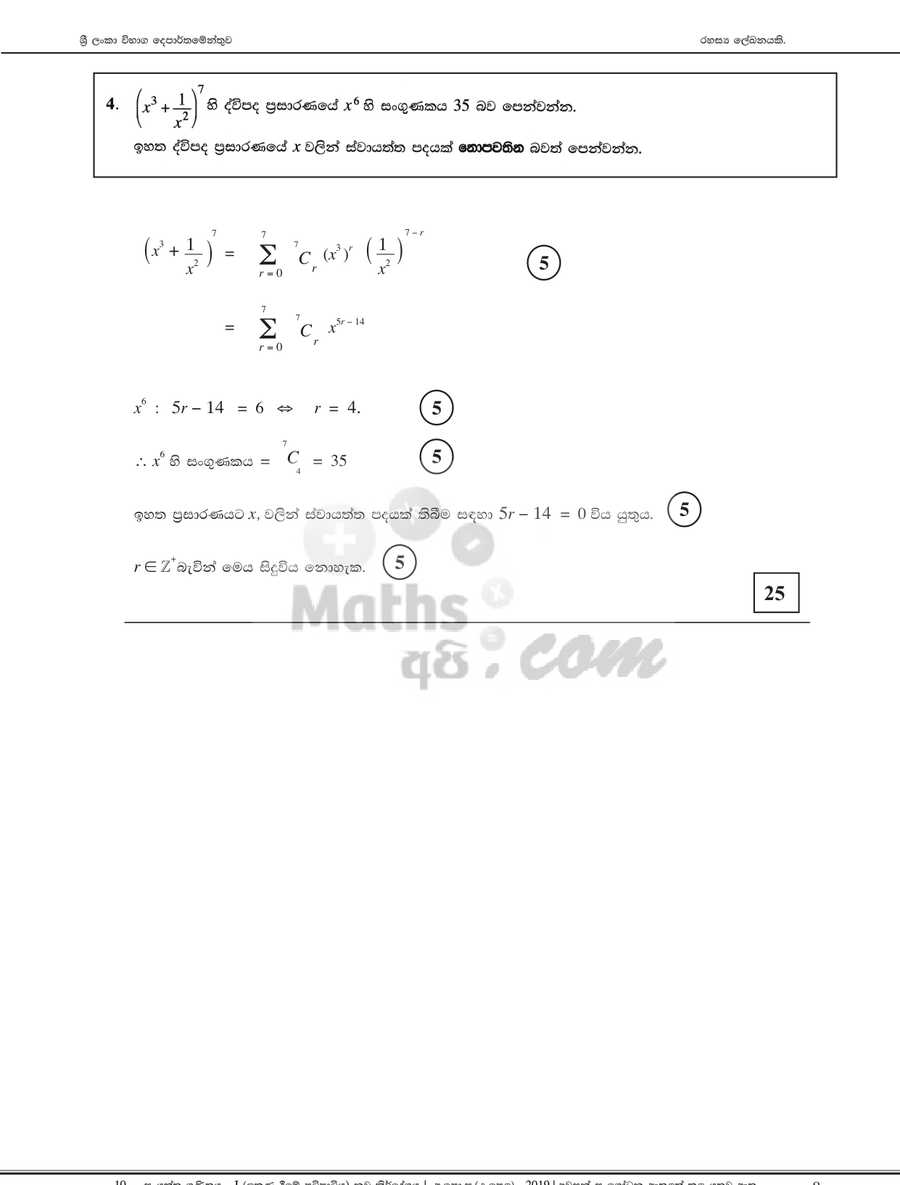 ශ්‍රී ලංකා විභාග දෙපාර්තමේන්තුව රහස්‍ය ලේඛනයකි.
4. (x³ + 1/x²)⁷ හි ද්විපද ප්‍රසාරණයේ x⁶ හි සංගුණකය 35 බව පෙන්වන්න.
ඉහත ද්විපද ප්‍රසාරණයේ x වලින් ස්වායත්ත පදයක් නොපවතින බවත් පෙන්වන්න.
(x³ + 1/x²)⁷ = Σ_{r=0}^{7} ⁷C_r (x³)^r (1/x²)^{7−r} 5
= Σ_{r=0}^{7} ⁷C_r x^{5r−14}
x⁶ : 5r − 14 = 6 ⇔ r = 4. 5
∴ x⁶ හි සංගුණකය = ⁷C₄ = 35 5
ඉහත ප්‍රසාරණයට x, වලින් ස්වායත්ත පදයක් තිබීම සඳහා 5r − 14 = 0 විය යුතුය. 5
r ∈ ℤ⁺ බැවින් මෙය සිදුවිය නොහැක. 5
25
Maths
අපි . com